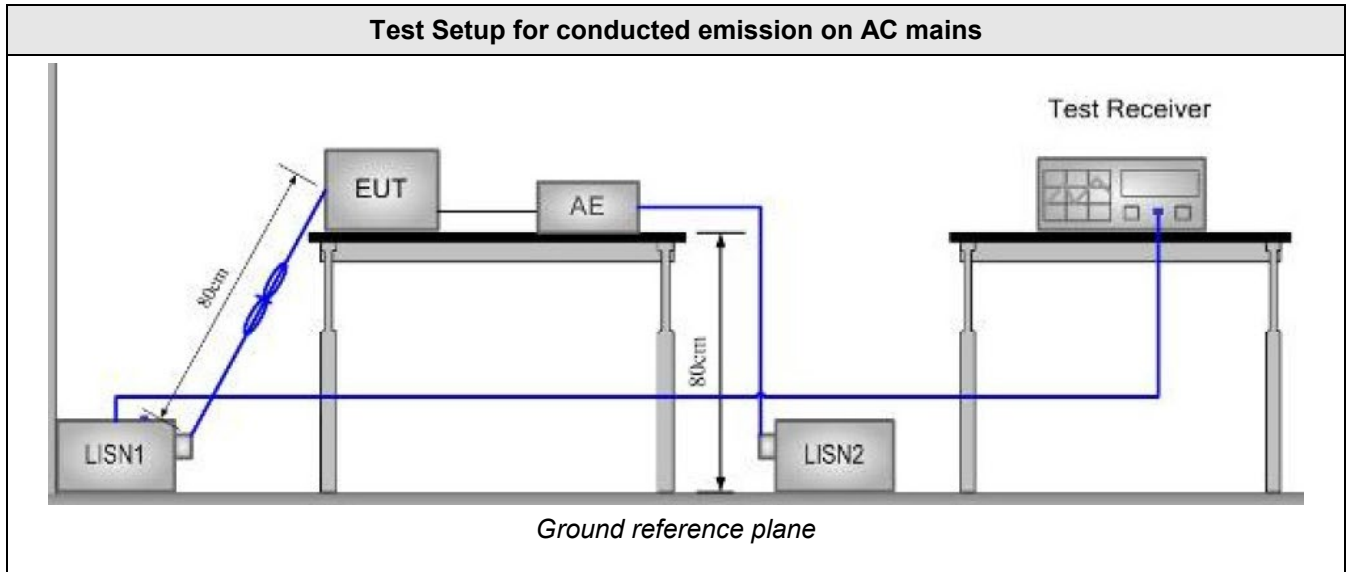 Test Setup for conducted emission on AC mains
Test Receiver
EUT
AE
80cm
80cm
LISN1
LISN2
Ground reference plane